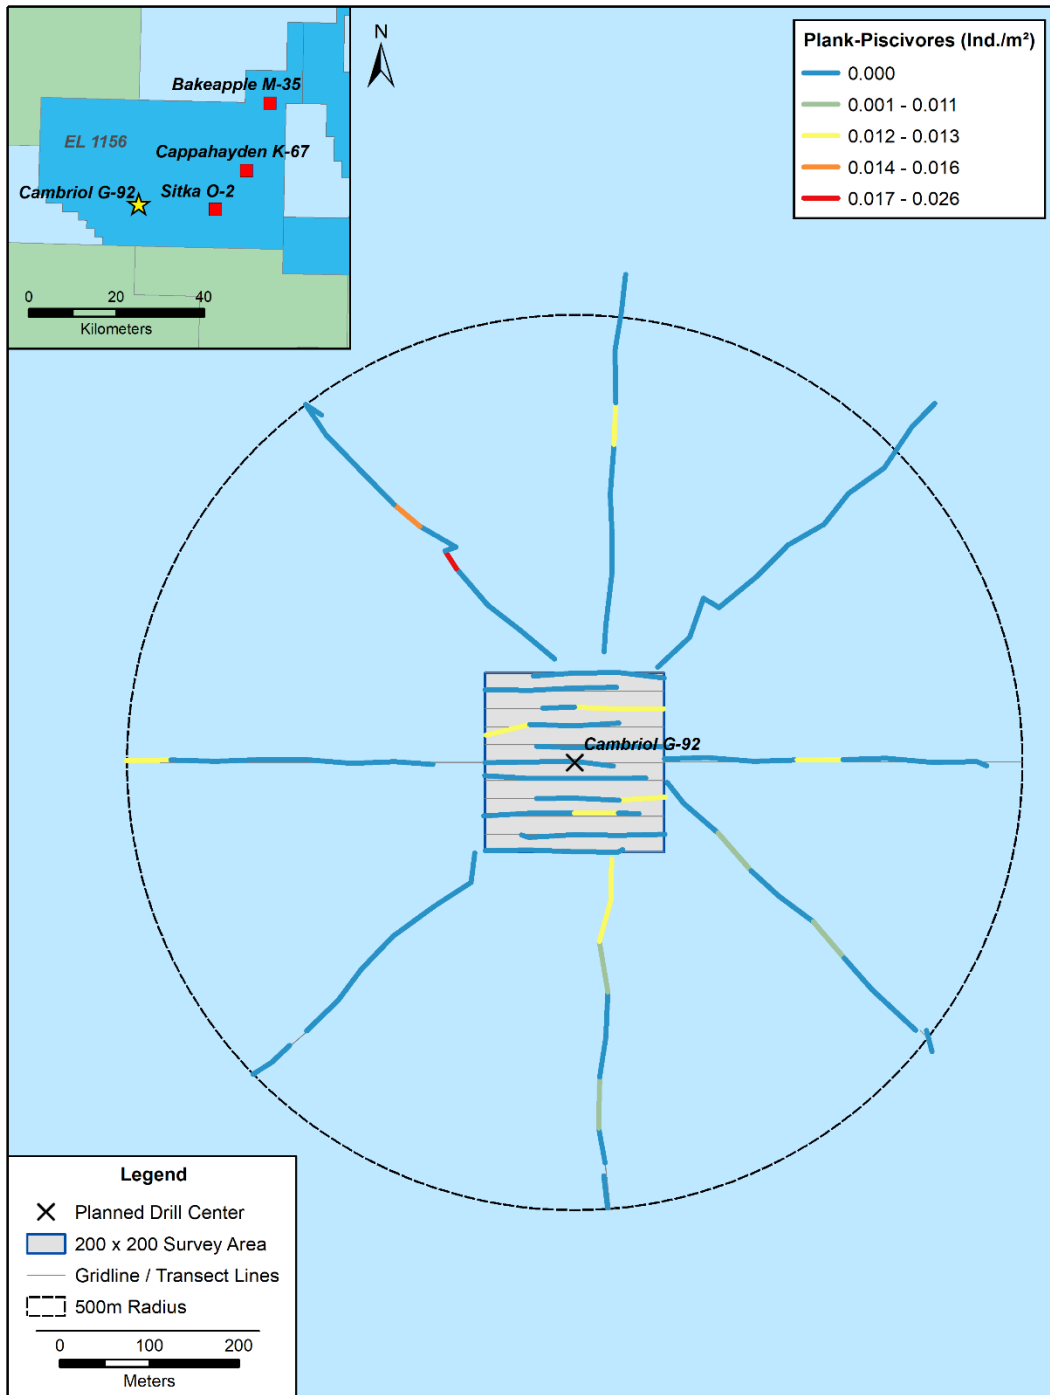 Bakeapple M-35
EL 1156
Cappahayden K-67
Cambriol G-92
Sitka O-2
0 20 40
Kilometers
N
Plank-Piscivores (Ind./m²)
0.000
0.001 - 0.011
0.012 - 0.013
0.014 - 0.016
0.017 - 0.026
Cambriol G-92
Legend
Planned Drill Center
200 x 200 Survey Area
Gridline / Transect Lines
500m Radius
0 100 200
Meters